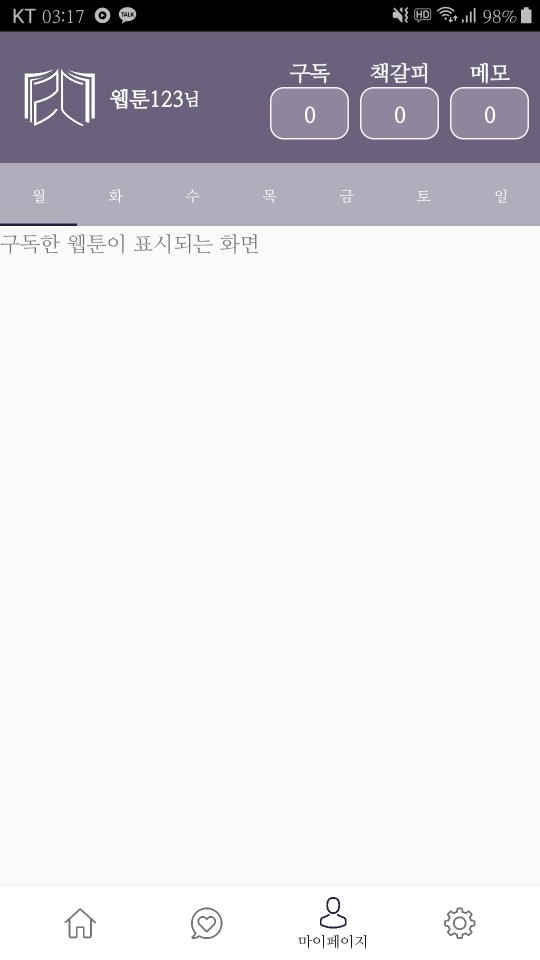 KT 03:17 TALK HD 98%
구독 책갈피 메모
웹툰123님 0 0 0
월 화 수 목 금 토 일
구독한 웹툰이 표시되는 화면
마이페이지